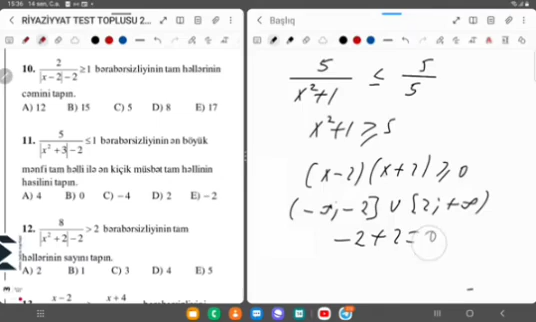 15:36 14 sen, C.a.
RİYAZİYYAT TEST TOPLUSU 2...
10. 2/(|x − 2| − 2) ≥ 1 bərabərsizliyinin tam həllərinin
cəmini tapın.
A) 12 B) 15 C) 5 D) 8 E) 17
11. 5/(|x² + 3| − 2) ≤ 1 bərabərsizliyinin ən böyük
mənfi tam həlli ilə ən kiçik müsbət tam həllinin
hasilini tapın.
A) 4 B) 0 C) − 4 D) 2 E) − 2
12. 8/(|x² + 2| − 2) > 2 bərabərsizliyinin tam
həllərinin sayını tapın.
A) 2 B) 1 C) 3 D) 4 E) 5
x − 2 x + 4
Başlıq
5/(x²+1) ≤ 5/5
x²+1 ≥ 5
(x−2)(x+2) ≥ 0
(−∞; −2] ∪ [2; +∞)
−2+2=0